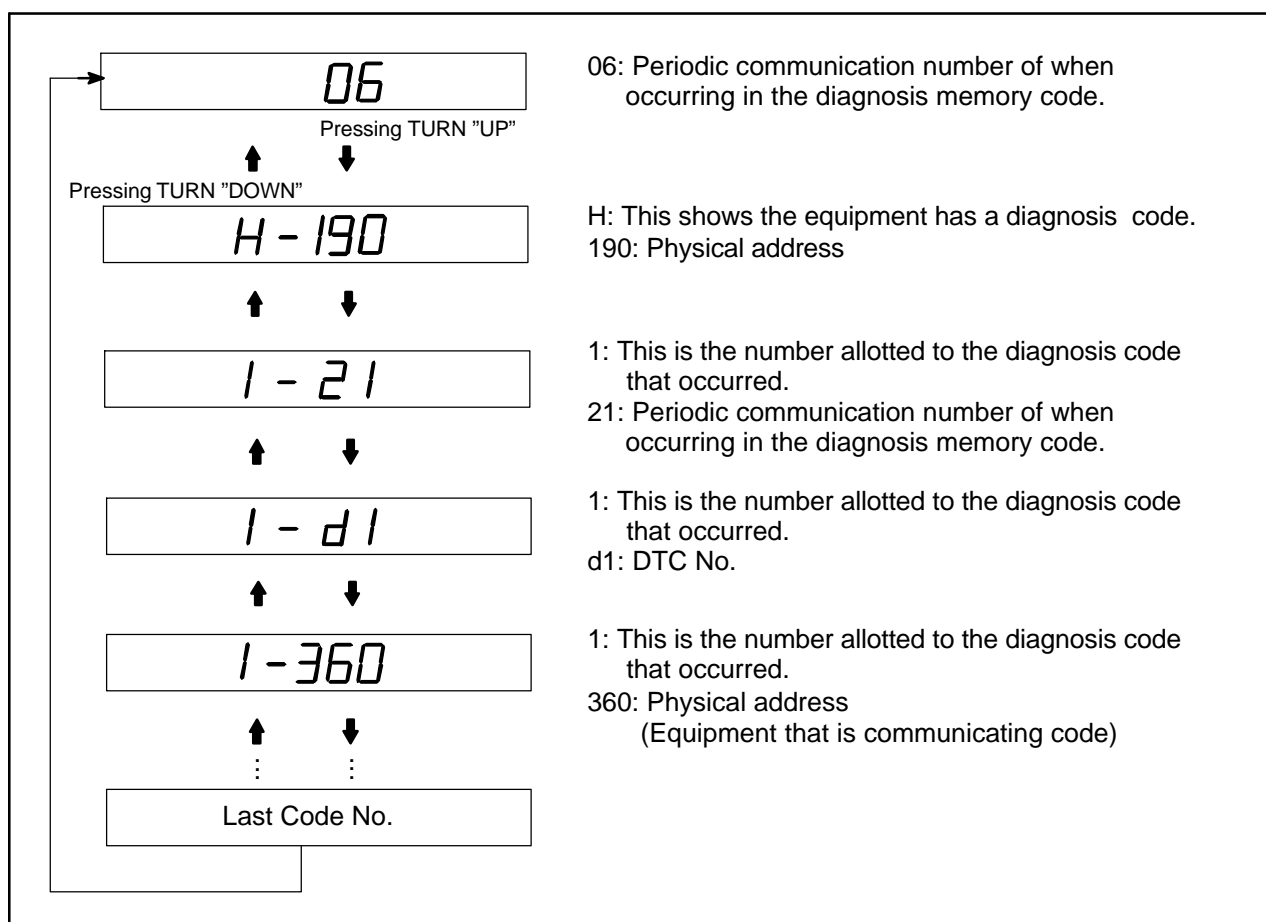 06
06: Periodic communication number of when
occurring in the diagnosis memory code.
Pressing TURN ”UP”
Pressing TURN ”DOWN”
H-190
H: This shows the equipment has a diagnosis code.
190: Physical address
1-21
1: This is the number allotted to the diagnosis code
that occurred.
21: Periodic communication number of when
occurring in the diagnosis memory code.
1-d1
1: This is the number allotted to the diagnosis code
that occurred.
d1: DTC No.
1-360
1: This is the number allotted to the diagnosis code
that occurred.
360: Physical address
(Equipment that is communicating code)
Last Code No.